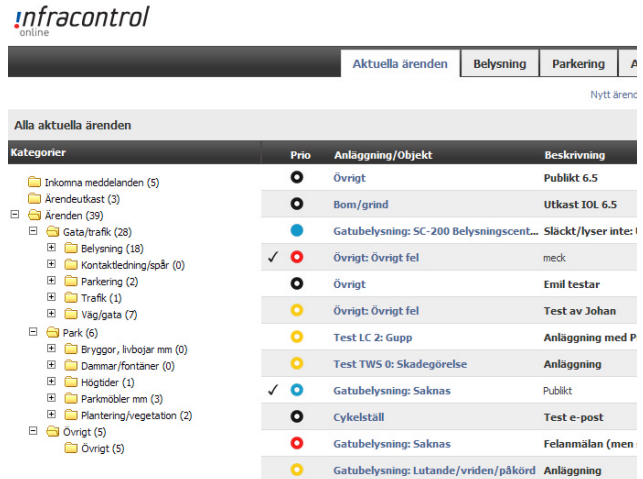 infracontrol
online
Aktuella ärenden Belysning Parkering A
Nytt ärend
Alla aktuella ärenden
Kategorier Prio Anläggning/Objekt Beskrivning
Inkomna meddelanden (5)
Ärendeutkast (3)
Ärenden (39)
Gata/trafik (28)
Belysning (18)
Kontaktledning/spår (0)
Parkering (2)
Trafik (1)
Väg/gata (7)
Park (6)
Bryggor, livbojar mm (0)
Dammar/fontäner (0)
Högtider (1)
Parkmöbler mm (3)
Plantering/vegetation (2)
Övrigt (5)
Övrigt (5)
Övrigt Publikt 6.5
Bom/grind Utkast IOL 6.5
Gatubelysning: SC-200 Belysningscent... Släckt/lyser inte:
Övrigt: Övrigt fel meck
Övrigt Emil testar
Övrigt: Övrigt fel Test av Johan
Test LC 2: Gupp Anläggning med P
Test TWS 0: Skadegörelse Anläggning
Gatubelysning: Saknas Publikt
Cykelställ Test e-post
Gatubelysning: Saknas Felanmälan (men
Gatubelysning: Lutande/vriden/påkörd Anläggning